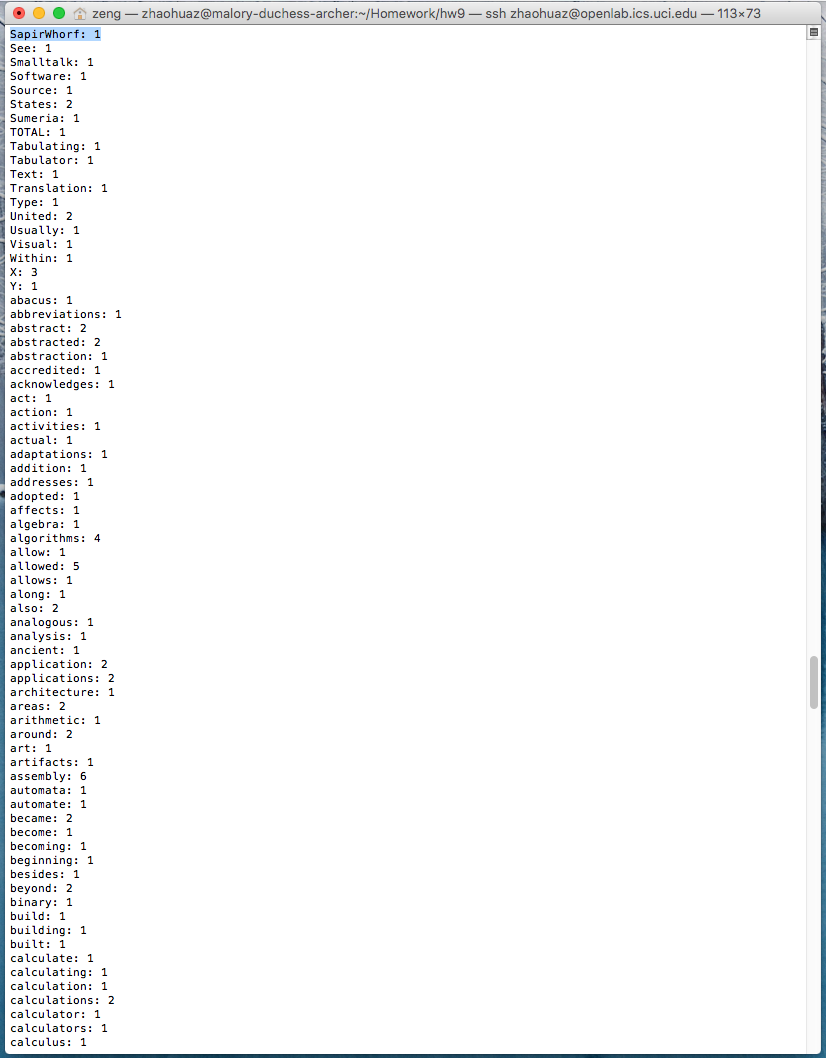 zeng — zhaohuaz@malory-duchess-archer:~/Homework/hw9 — ssh zhaohuaz@openlab.ics.uci.edu — 113×73
SapirWhorf: 1
See: 1
Smalltalk: 1
Software: 1
Source: 1
States: 2
Sumeria: 1
TOTAL: 1
Tabulating: 1
Tabulator: 1
Text: 1
Translation: 1
Type: 1
United: 2
Usually: 1
Visual: 1
Within: 1
X: 3
Y: 1
abacus: 1
abbreviations: 1
abstract: 2
abstracted: 2
abstraction: 1
accredited: 1
acknowledges: 1
act: 1
action: 1
activities: 1
actual: 1
adaptations: 1
addition: 1
addresses: 1
adopted: 1
affects: 1
algebra: 1
algorithms: 4
allow: 1
allowed: 5
allows: 1
along: 1
also: 2
analogous: 1
analysis: 1
ancient: 1
application: 2
applications: 2
architecture: 1
areas: 2
arithmetic: 1
around: 2
art: 1
artifacts: 1
assembly: 6
automata: 1
automate: 1
became: 2
become: 1
becoming: 1
beginning: 1
besides: 1
beyond: 2
binary: 1
build: 1
building: 1
built: 1
calculate: 1
calculating: 1
calculation: 1
calculations: 2
calculator: 1
calculators: 1
calculus: 1